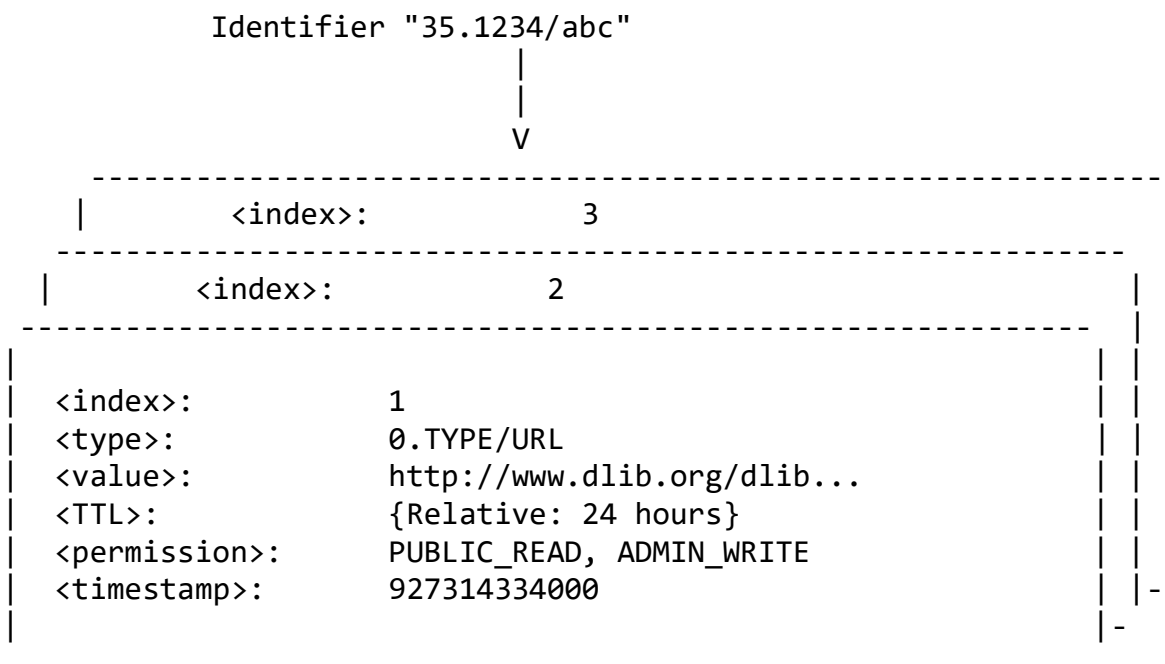 Identifier "35.1234/abc"
|
|
V
-------------------------------------------------------------
| <index>: 3
-------------------------------------------------------------
| <index>: 2 |
------------------------------------------------------------- |
| | |
| <index>: 1 | |
| <type>: 0.TYPE/URL | |
| <value>: http://www.dlib.org/dlib... | |
| <TTL>: {Relative: 24 hours} | |
| <permission>: PUBLIC_READ, ADMIN_WRITE | |
| <timestamp>: 927314334000 | |-
| |-